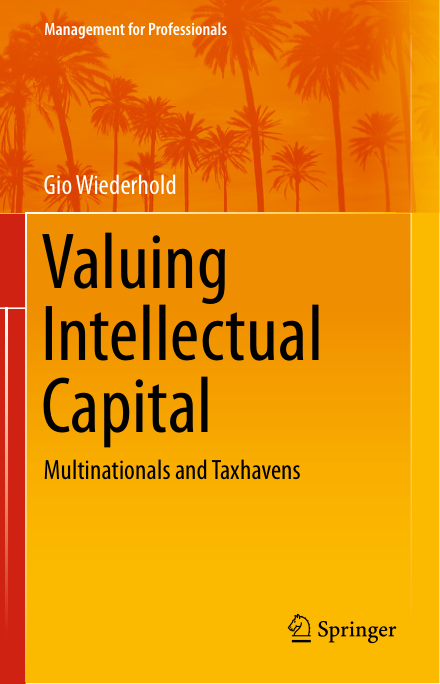 Management for Professionals
Gio Wiederhold
Valuing
Intellectual
Capital
Multinationals and Taxhavens
Springer